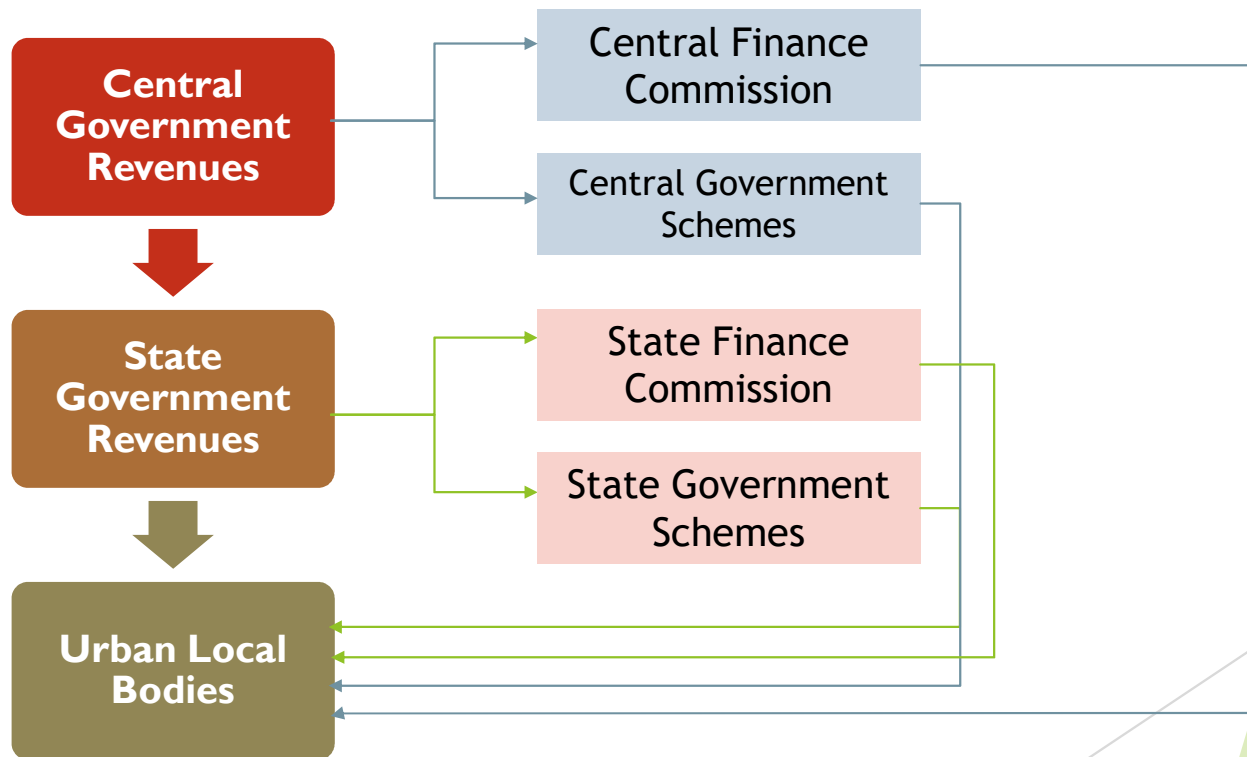 Central
Government
Revenues
Central Finance
Commission
Central Government
Schemes
State
Government
Revenues
State Finance
Commission
State Government
Schemes
Urban Local
Bodies